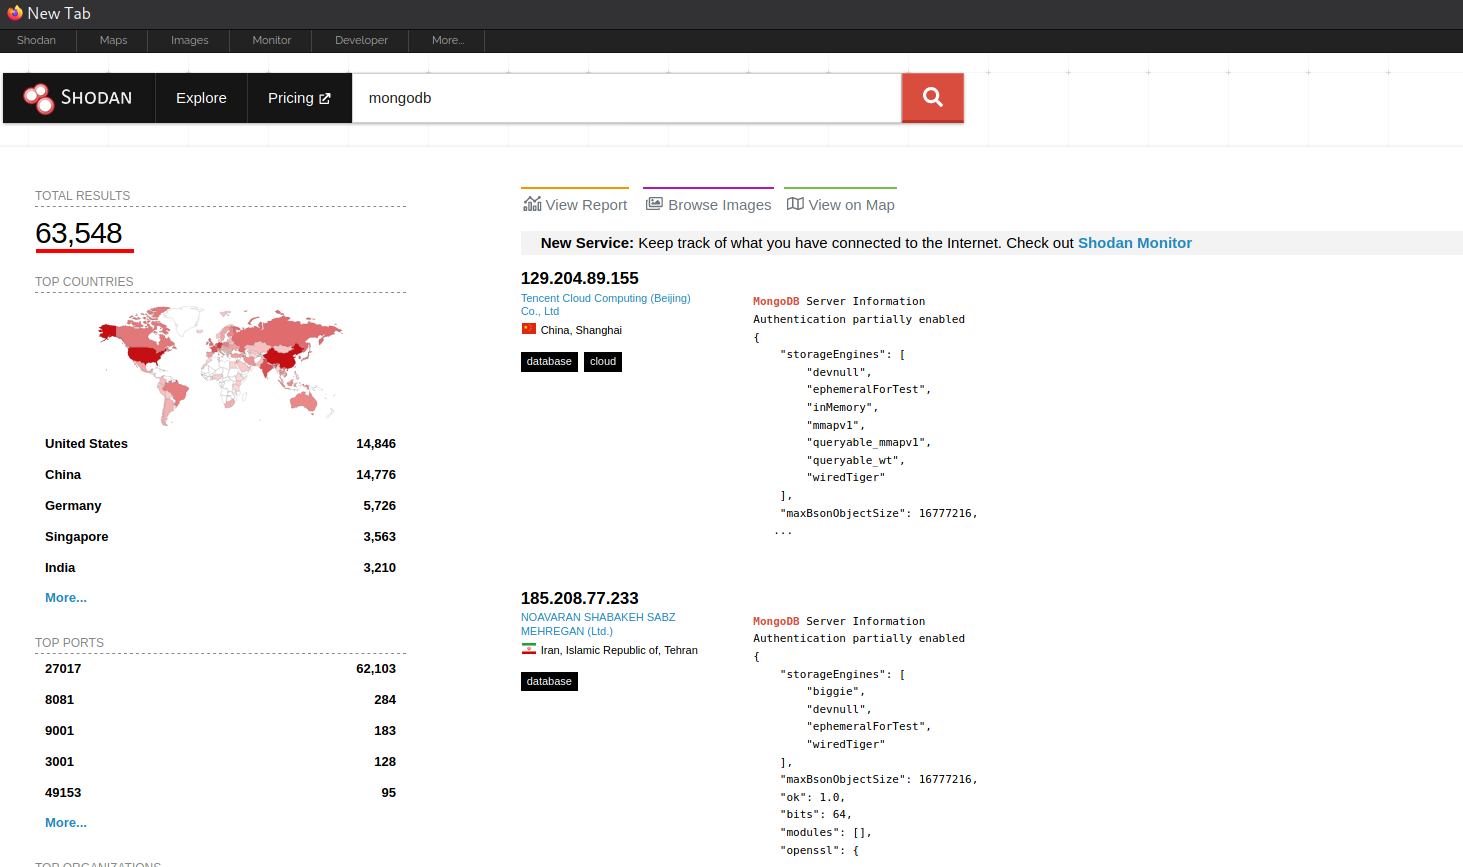 New Tab
Shodan Maps Images Monitor Developer More...
SHODAN Explore Pricing mongodb
TOTAL RESULTS
63,548
TOP COUNTRIES
United States 14,846
China 14,776
Germany 5,726
Singapore 3,563
India 3,210
More...
TOP PORTS
27017 62,103
8081 284
9001 183
3001 128
49153 95
More...
TOP ORGANIZATIONS
View Report Browse Images View on Map
New Service: Keep track of what you have connected to the Internet. Check out Shodan Monitor
129.204.89.155
Tencent Cloud Computing (Beijing)
Co., Ltd
China, Shanghai
database cloud
MongoDB Server Information
Authentication partially enabled
{
"storageEngines": [
"devnull",
"ephemeralForTest",
"inMemory",
"mmapv1",
"queryable_mmapv1",
"queryable_wt",
"wiredTiger"
],
"maxBsonObjectSize": 16777216,
...
185.208.77.233
NOAVARAN SHABAKEH SABZ
MEHREGAN (Ltd.)
Iran, Islamic Republic of, Tehran
database
MongoDB Server Information
Authentication partially enabled
{
"storageEngines": [
"biggie",
"devnull",
"ephemeralForTest",
"wiredTiger"
],
"maxBsonObjectSize": 16777216,
"ok": 1.0,
"bits": 64,
"modules": [],
"openssl": {